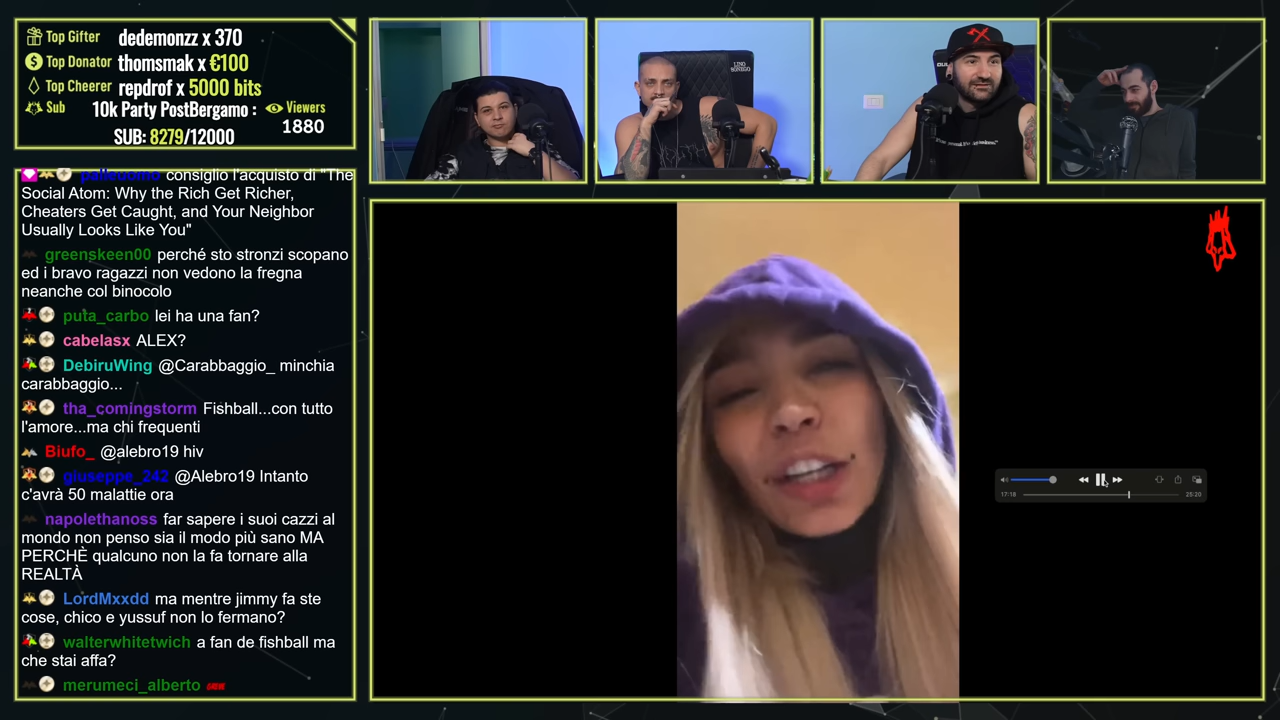 Top Gifter dedemonzz x 370
Top Donator thomsmak x €100
Top Cheerer repdrof x 5000 bits
Sub 10k Party PostBergamo : Viewers
SUB: 8279/12000 1880
palleuomo consiglio l'acquisto di "The
Social Atom: Why the Rich Get Richer,
Cheaters Get Caught, and Your Neighbor
Usually Looks Like You"
greenskeen00 perché sto stronzi scopano
ed i bravo ragazzi non vedono la fregna
neanche col binocolo
puta_carbo lei ha una fan?
cabelasx ALEX?
DebiruWing @Carabbaggio_ minchia
carabbaggio...
tha_comingstorm Fishball...con tutto
l'amore...ma chi frequenti
Biufo_ @alebro19 hiv
giuseppe_242 @Alebro19 Intanto
c'avrà 50 malattie ora
napolethanoss far sapere i suoi cazzi al
mondo non penso sia il modo più sano MA
PERCHÈ qualcuno non la fa tornare alla
REALTÀ
LordMxxdd ma mentre jimmy fa ste
cose, chico e yussuf non lo fermano?
walterwhitetwich a fan de fishball ma
che stai affa?
merumeci_alberto
17:18
25:20